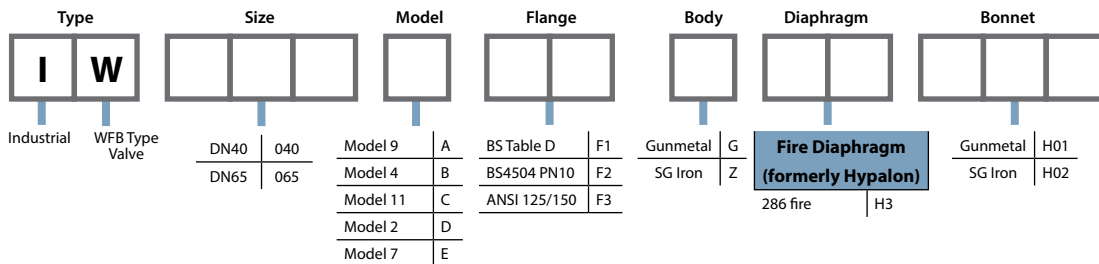 Type Size Model Flange Body Diaphragm Bonnet
I W
Industrial WFB Type
Valve
DN40 040
DN65 065
Model 9 A
Model 4 B
Model 11 C
Model 2 D
Model 7 E
BS Table D F1
BS4504 PN10 F2
ANSI 125/150 F3
Gunmetal G
SG Iron Z
Fire Diaphragm
(formerly Hypalon)
286 fire H3
Gunmetal H01
SG Iron H02